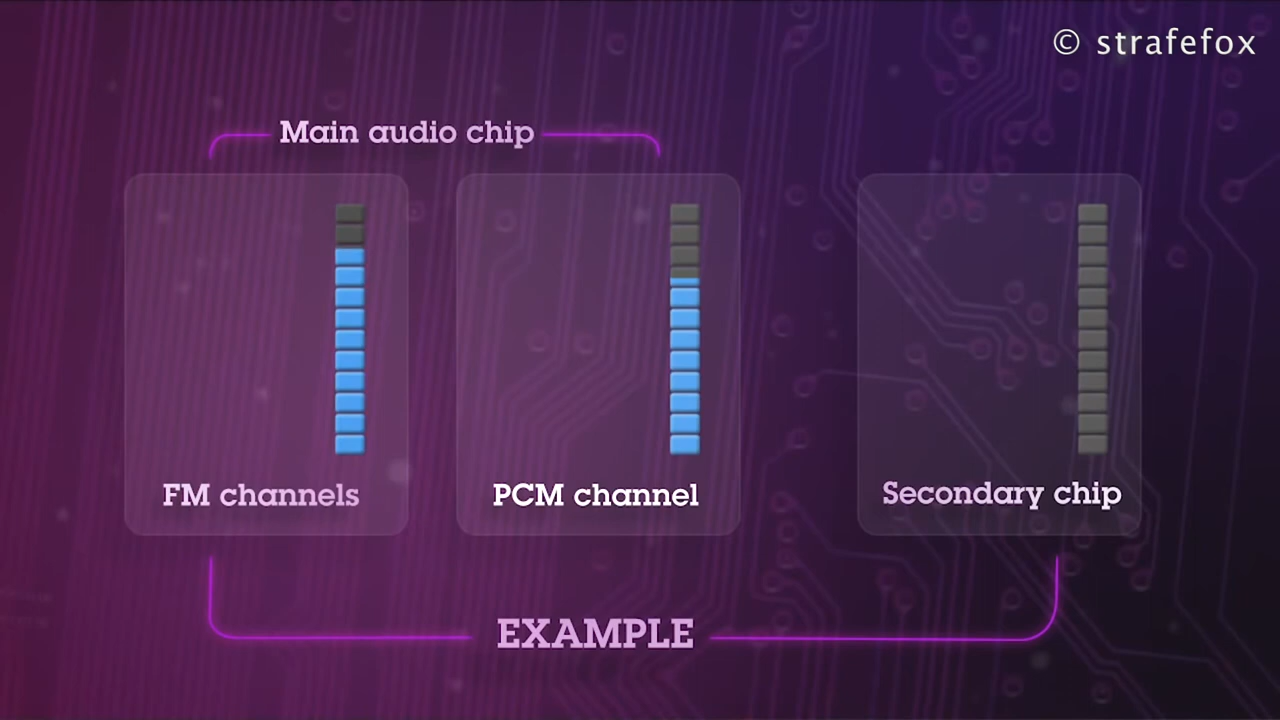 © strafefox
Main audio chip
FM channels
PCM channel
Secondary chip
EXAMPLE